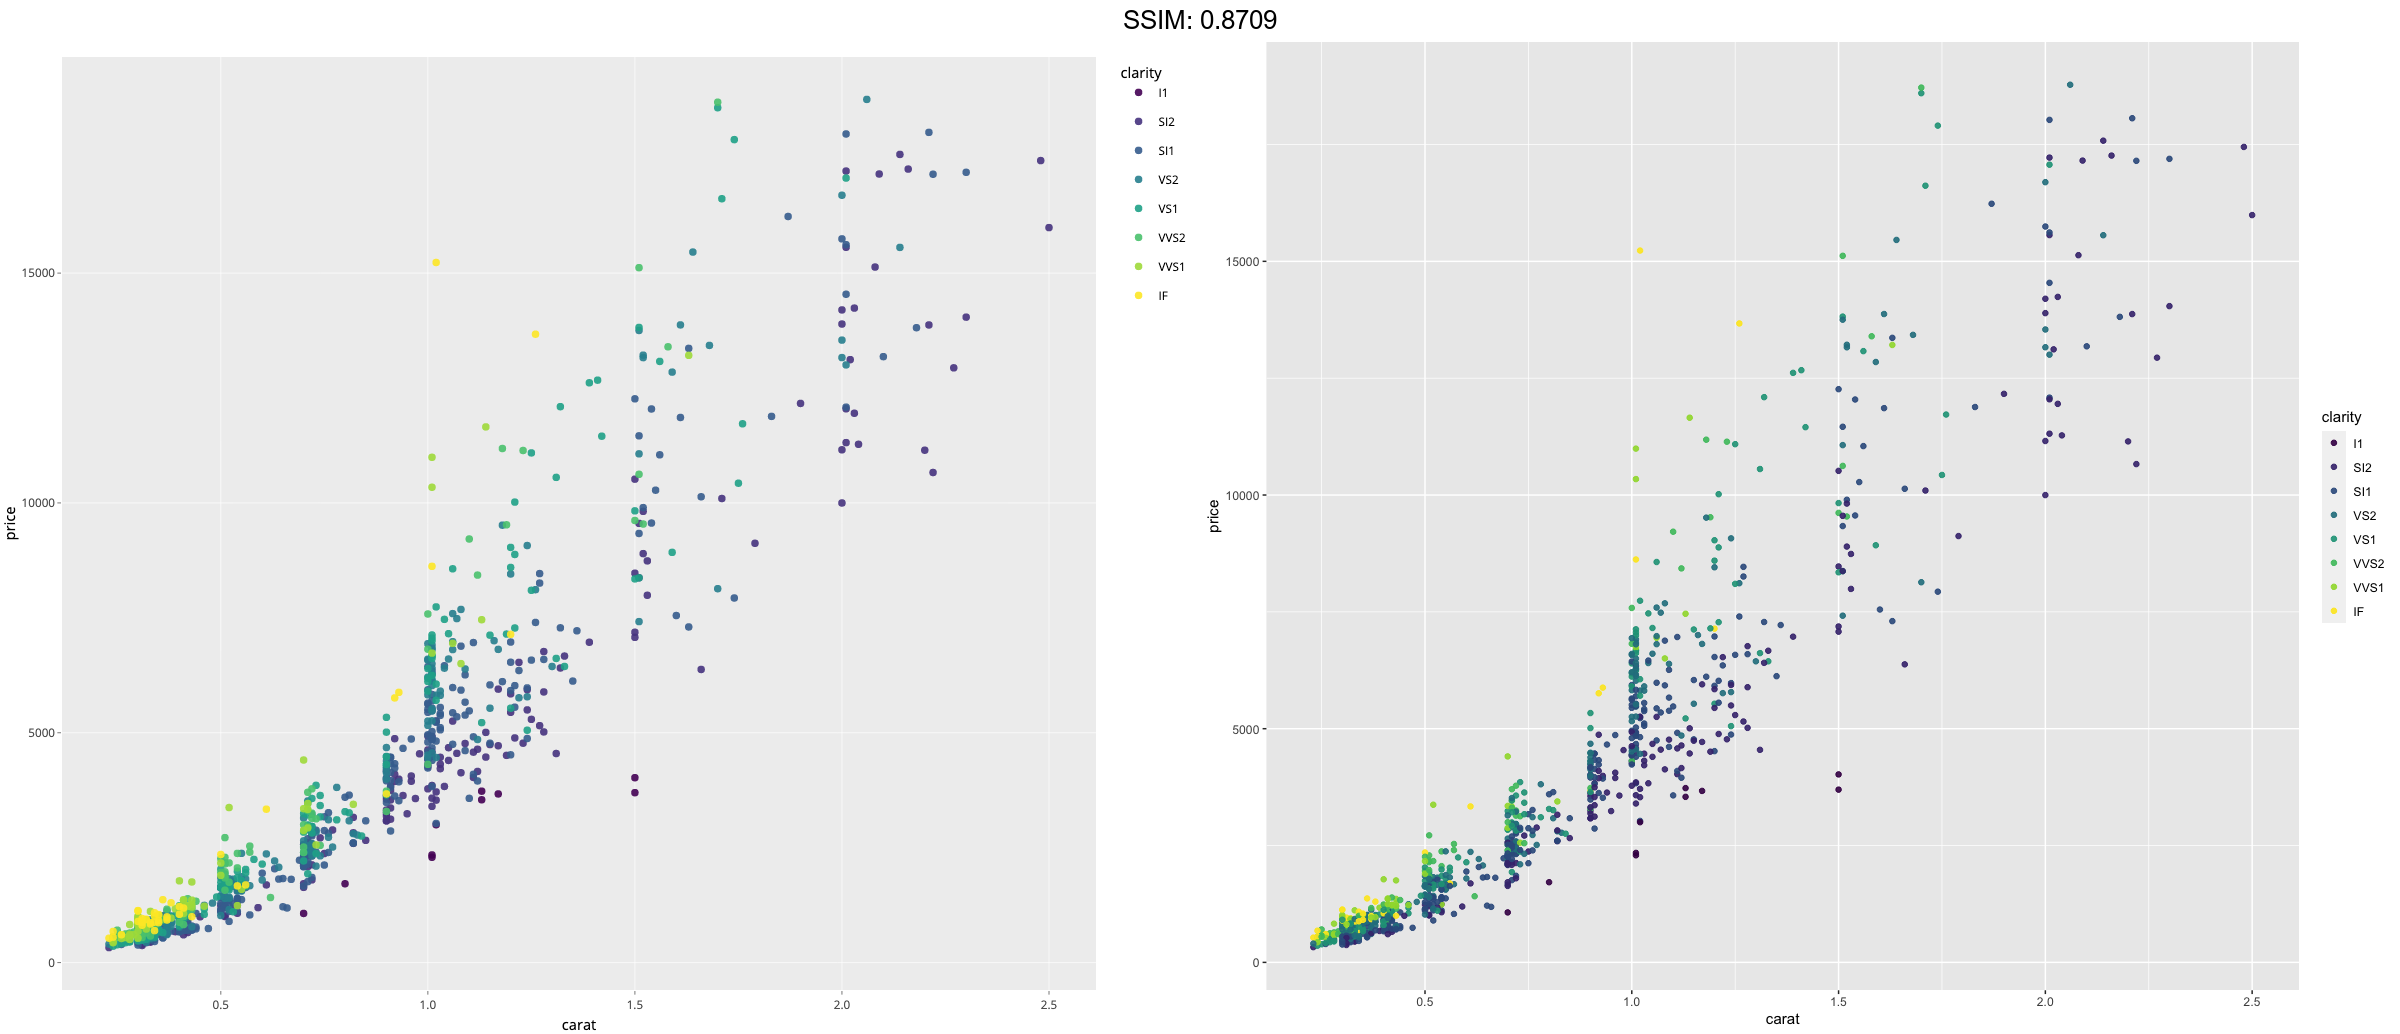 SSIM: 0.8709
price
15000
10000
5000
0
0.5 1.0 1.5 2.0 2.5
carat
clarity
I1
SI2
SI1
VS2
VS1
VVS2
VVS1
IF
price
15000
10000
5000
0
0.5 1.0 1.5 2.0 2.5
carat
clarity
I1
SI2
SI1
VS2
VS1
VVS2
VVS1
IF